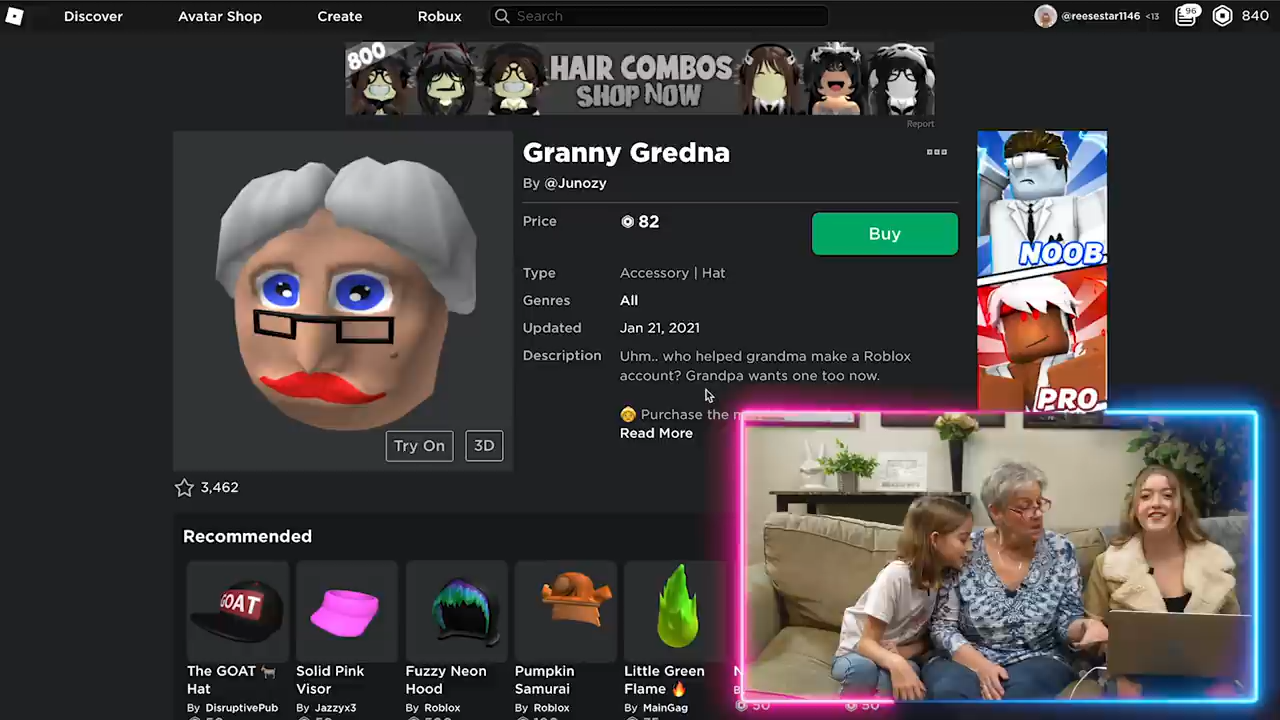 Discover
Avatar Shop
Create
Robux
Search
@reesestar1146 <13
96
840
800
HAIR COMBOS
SHOP NOW
Report
Granny Gredna
By @Junozy
Price
82
Buy
Type
Accessory | Hat
Genres
All
Updated
Jan 21, 2021
Description
Uhm.. who helped grandma make a Roblox
account? Grandpa wants one too now.
Purchase the m
Read More
Try On
3D
3,462
NOOB
PRO
Recommended
GOAT
The GOAT
Hat
By DisruptivePub
Solid Pink
Visor
By Jazzyx3
Fuzzy Neon
Hood
By Roblox
Pumpkin
Samurai
By Roblox
Little Green
Flame
By MainGag